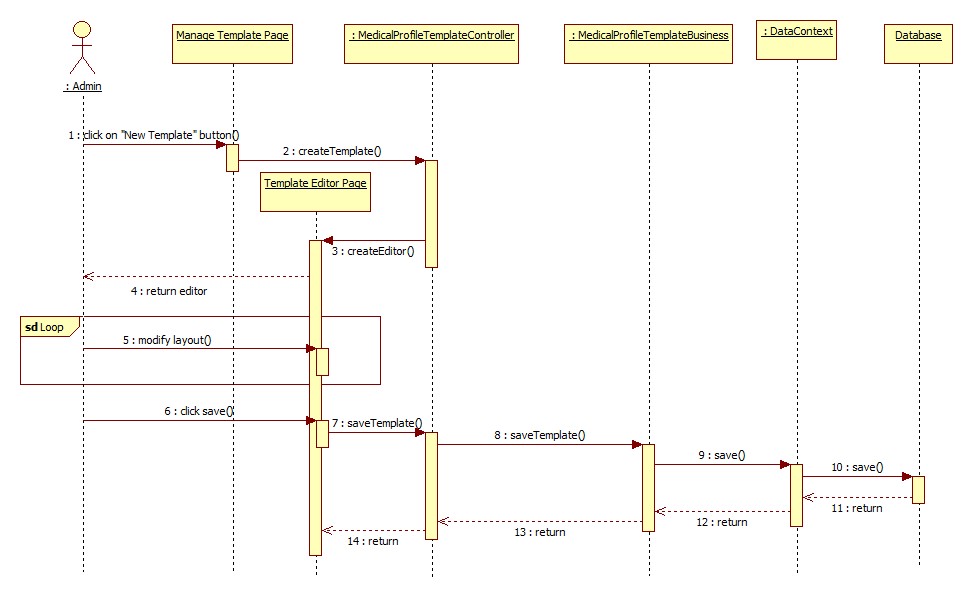 Manage Template Page
: MedicalProfileTemplateController
: MedicalProfileTemplateBusiness
: DataContext
Database
: Admin
1 : click on "New Template" button()
2 : createTemplate()
Template Editor Page
3 : createEditor()
4 : return editor
sd Loop
5 : modify layout()
6 : click save()
7 : saveTemplate()
8 : saveTemplate()
9 : save()
10 : save()
11 : return
12 : return
13 : return
14 : return